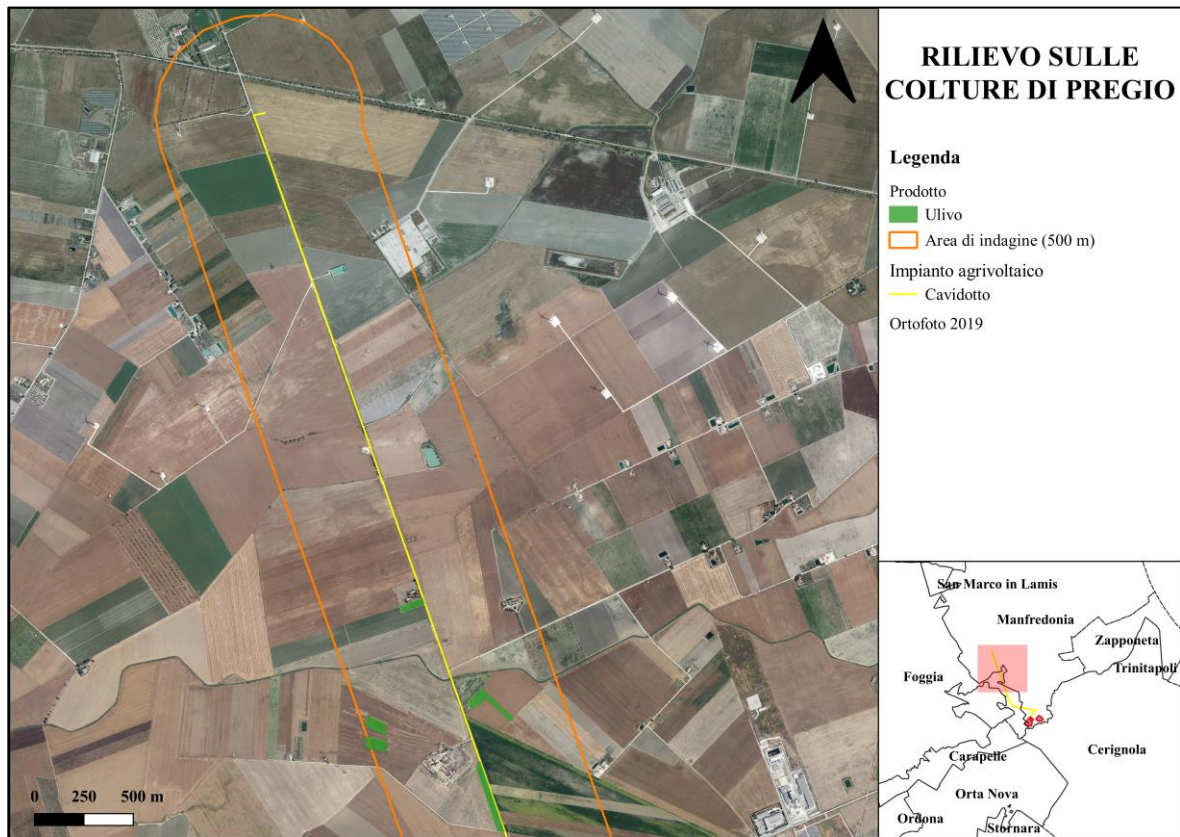 RILIEVO SULLE
COLTURE DI PREGIO
Legenda
Prodotto
Ulivo
Area di indagine (500 m)
Impianto agrivoltaico
Cavidotto
Ortofoto 2019
0 250 500 m
San Marco in Lamis
Manfredonia
Zapponeta
Trinitapoli
Foggia
Cerignola
Carapelle
Orta Nova
Ordona
Stornara